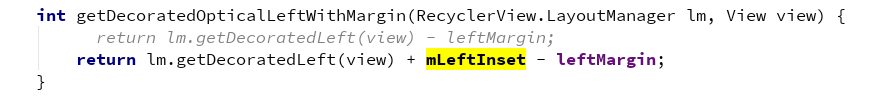 int getDecoratedOpticalLeftWithMargin(RecyclerView.LayoutManager lm, View view) {
return lm.getDecoratedLeft(view) - leftMargin;
return lm.getDecoratedLeft(view) + mLeftInset - leftMargin;
}